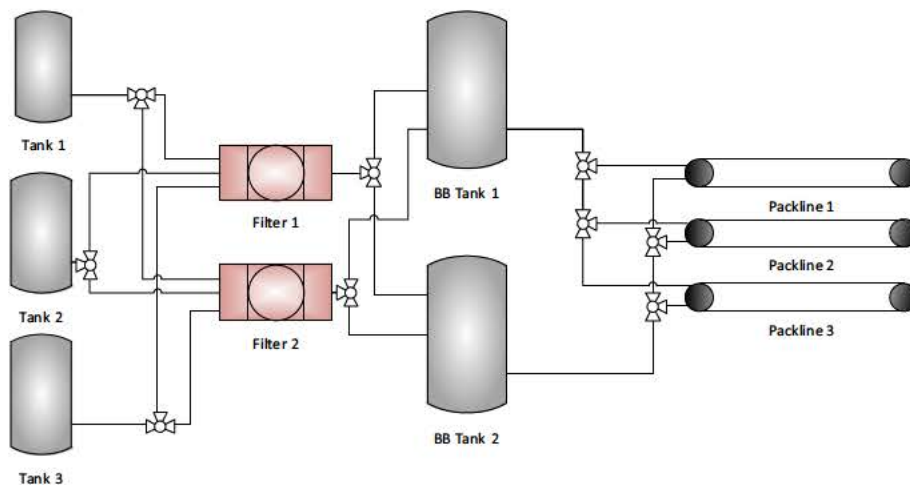 Tank 1
Tank 2
Tank 3
Filter 1
Filter 2
BB Tank 1
BB Tank 2
Packline 1
Packline 2
Packline 3